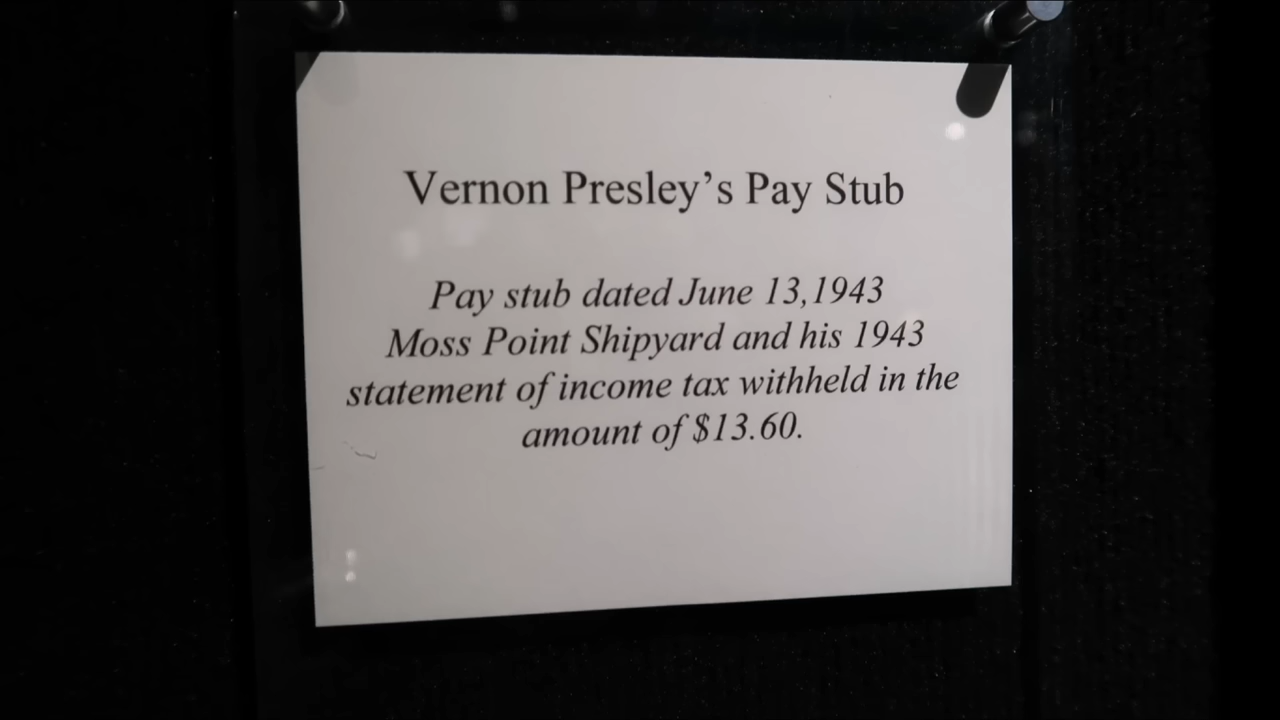 Vernon Presley’s Pay Stub
Pay stub dated June 13,1943
Moss Point Shipyard and his 1943
statement of income tax withheld in the
amount of $13.60.